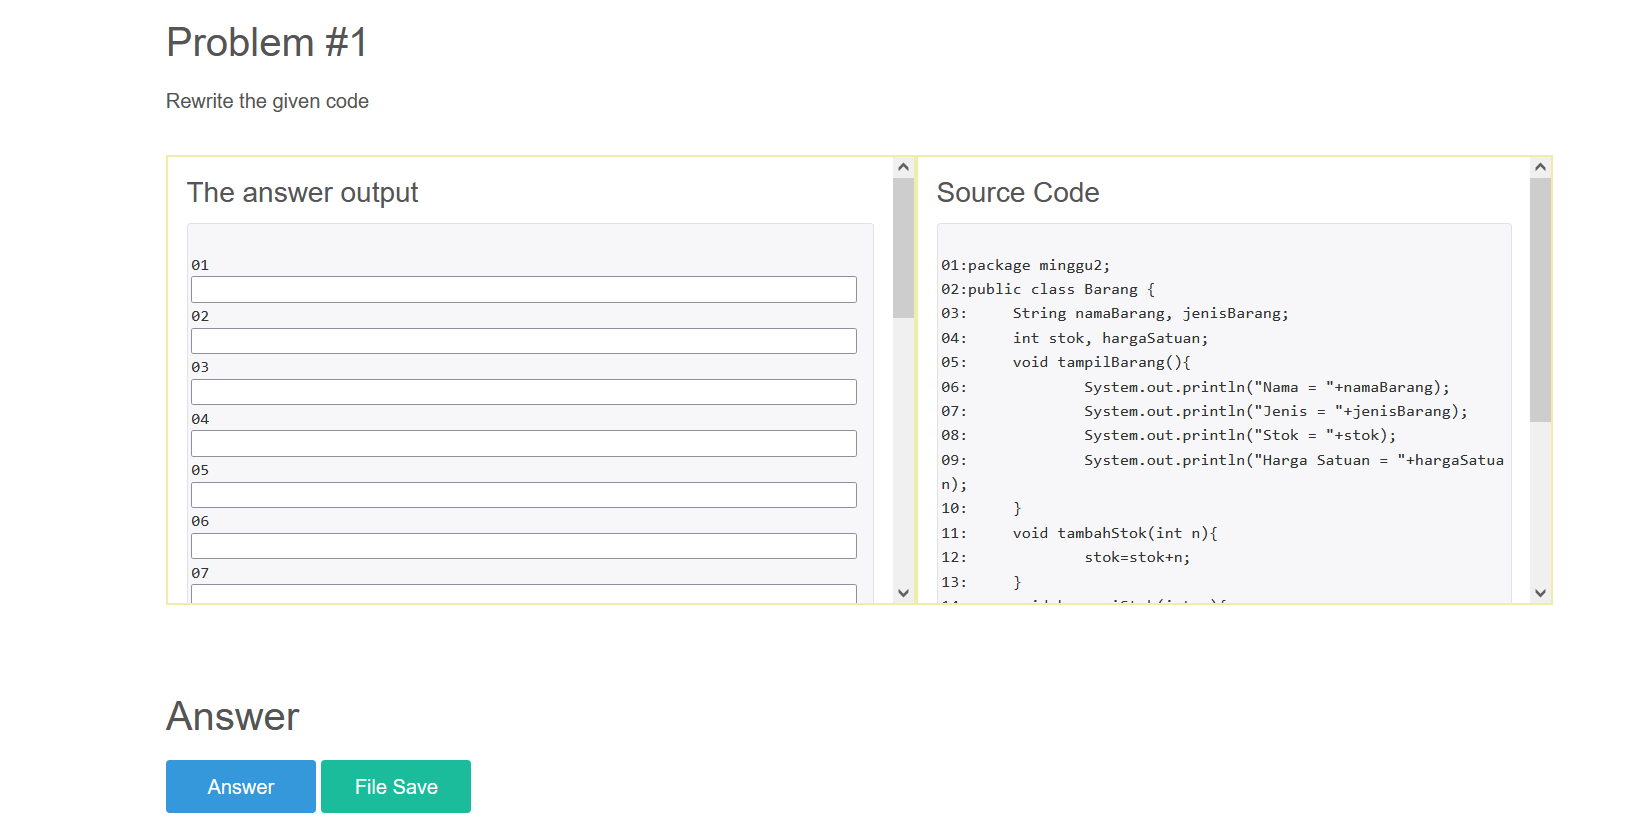 Problem #1
Rewrite the given code
The answer output
01
02
03
04
05
06
07
Source Code
01:package minggu2;
02:public class Barang {
03:     String namaBarang, jenisBarang;
04:     int stok, hargaSatuan;
05:     void tampilBarang(){
06:             System.out.println("Nama = "+namaBarang);
07:             System.out.println("Jenis = "+jenisBarang);
08:             System.out.println("Stok = "+stok);
09:             System.out.println("Harga Satuan = "+hargaSatua
n);
10:     }
11:     void tambahStok(int n){
12:             stok=stok+n;
13:     }
Answer
Answer
File Save